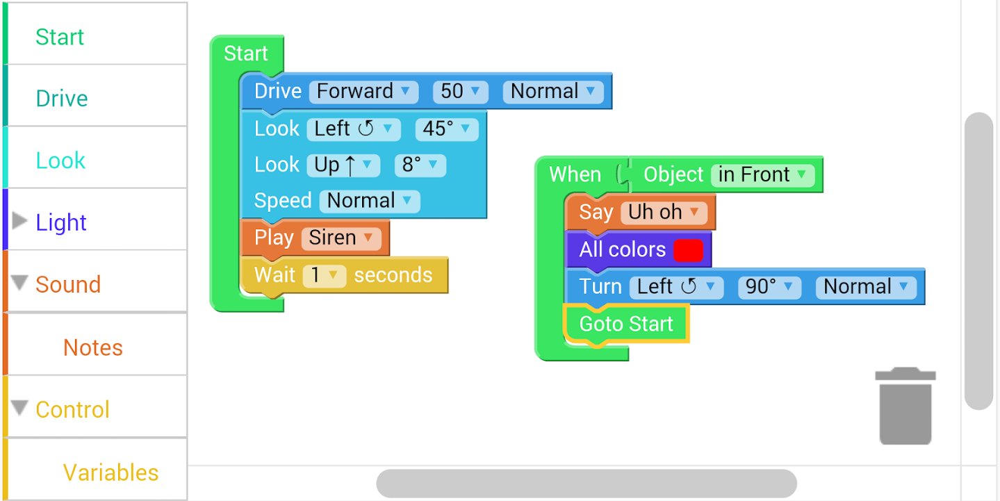 Start
Drive
Look
Light
Sound
Notes
Control
Variables
Start
Drive Forward 50 Normal
Look Left ↺ 45°
Look Up ↑ 8°
Speed Normal
Play Siren
Wait 1 seconds
When Object in Front
Say Uh oh
All colors
Turn Left ↺ 90° Normal
Goto Start